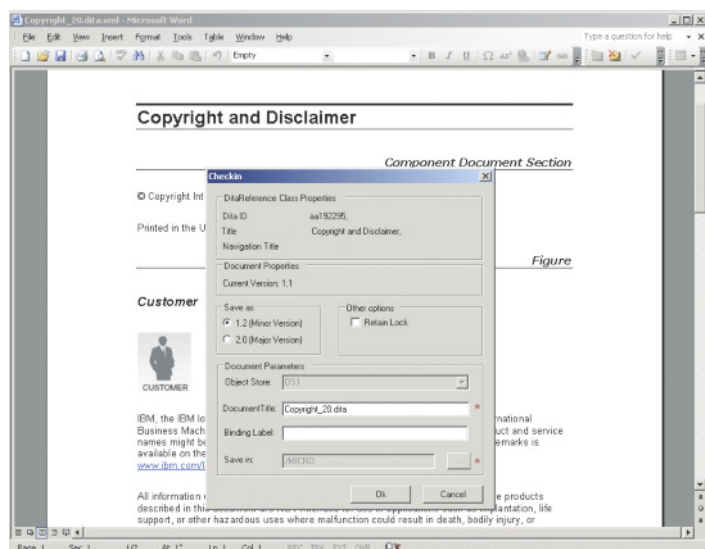 Copyright_20.dita.xml - Microsoft Word
File Edit View Insert Format Tools Table Window Help
Type a question for help
Empty
B I U
Copyright and Disclaimer
Component Document Section
© Copyright Int
Printed in the U
Figure
Customer
CUSTOMER
IBM, the IBM lo
Business Mach
names might be
available on the
www.ibm.com/l
national
uct and service
emarks is
All information
e products
described in this
plantation, life
support, or other hazardous uses where malfunction could result in death, bodily injury, or
Checkin
DitaReference Class Properties
Dita ID aa192295,
Title Copyright and Disclaimer,
Navigation Title
Document Properties
Current Version: 1.1
Save as
1.2 (Minor Version)
2.0 (Major Version)
Other options
Retain Lock
Document Parameters
Object Store: OS1
DocumentTitle: Copyright_20.dita *
Binding Label:
Save in: /MICRO *
Ok Cancel
Page 1 Sec 1 1/2 At 1" Ln 1 Col 1 REC TRK EXT OVR